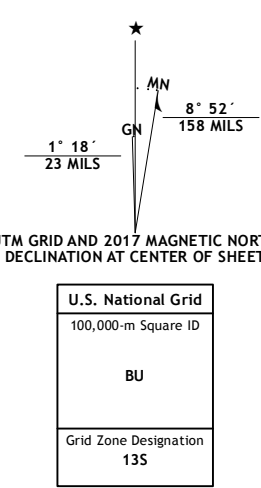 ★
MN
GN
1° 18´
23 MILS
8° 52´
158 MILS
UTM GRID AND 2017 MAGNETIC NORT
DECLINATION AT CENTER OF SHEET
U.S. National Grid
100,000-m Square ID
BU
Grid Zone Designation
13S